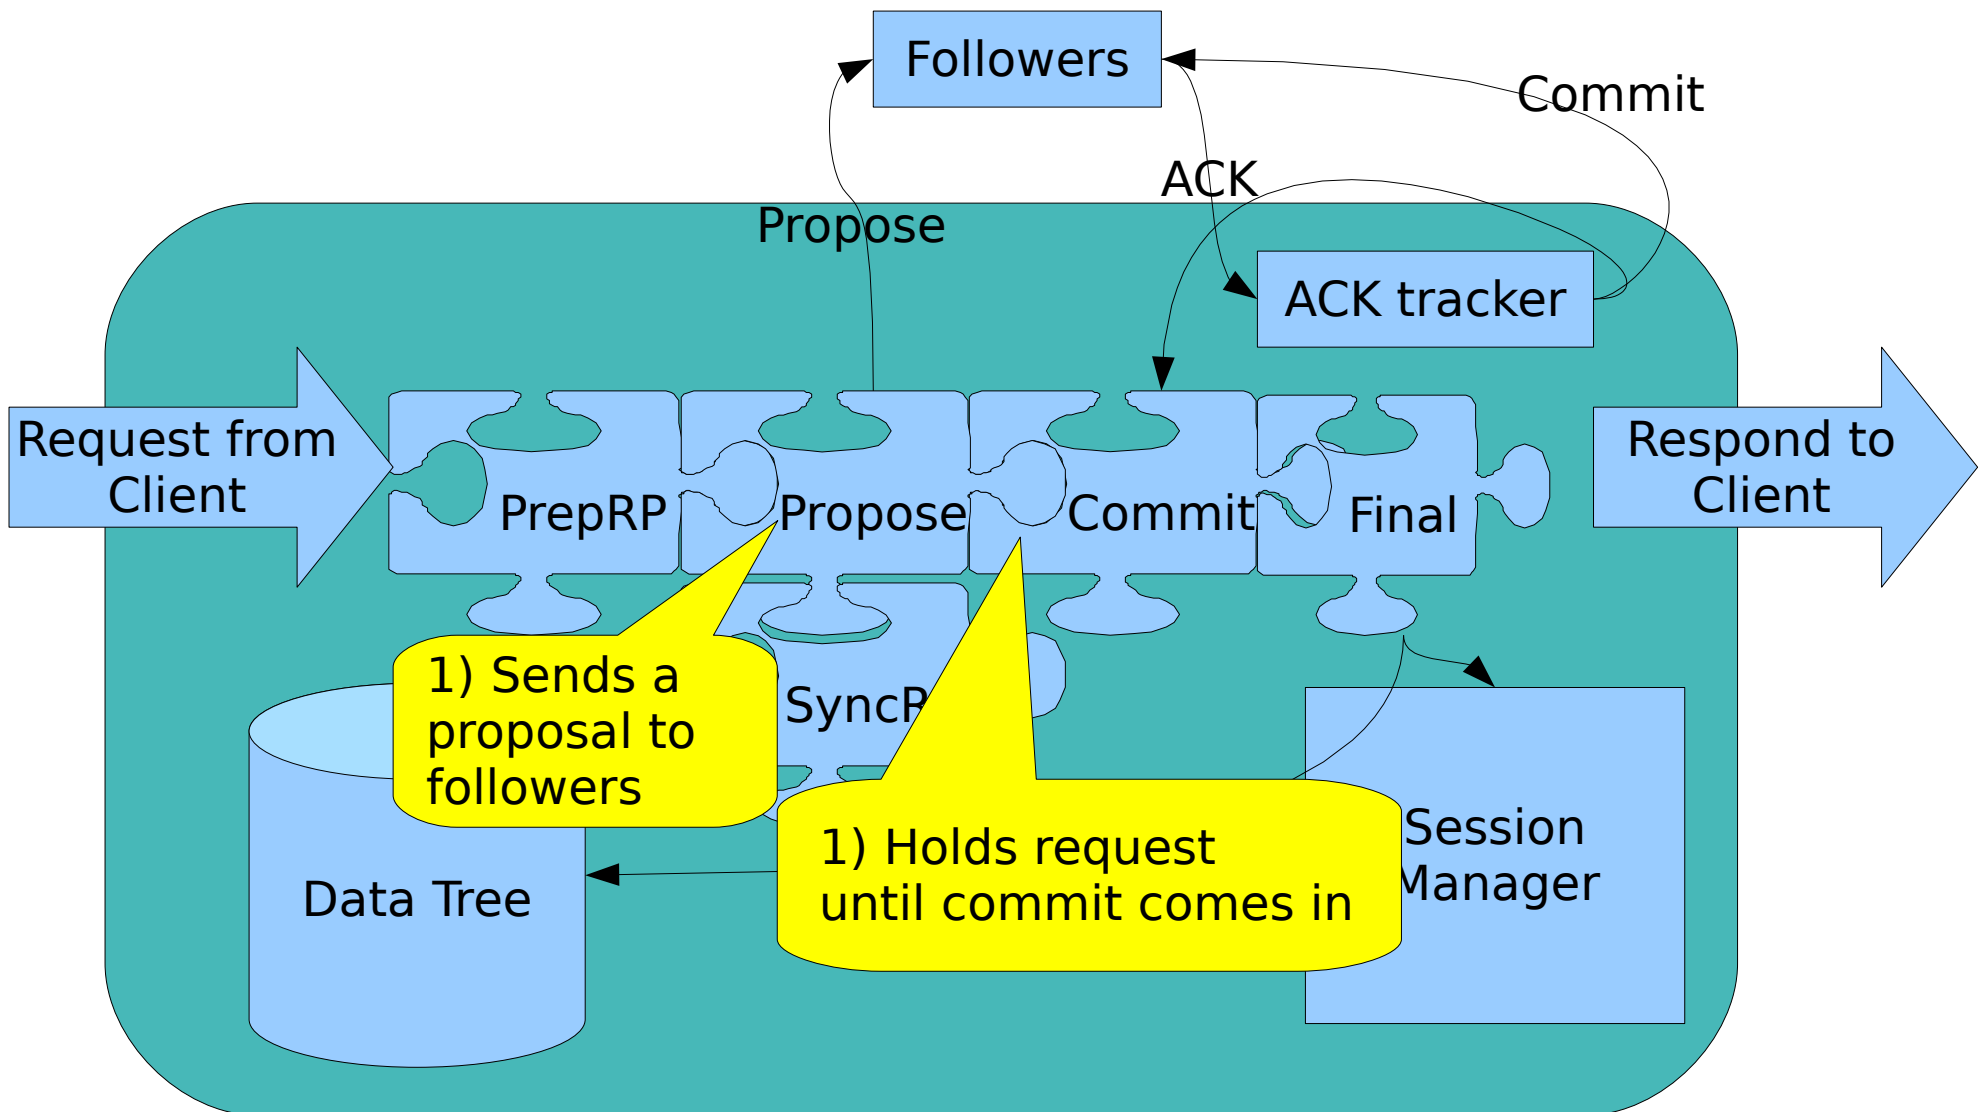 Followers
Commit
ACK
Propose
ACK tracker
Request from
Client
Respond to
Client
PrepRP
Propose
Commit
Final
1) Sends a
proposal to
followers
Data Tree
1) Holds request
until commit comes in
Session
Manager